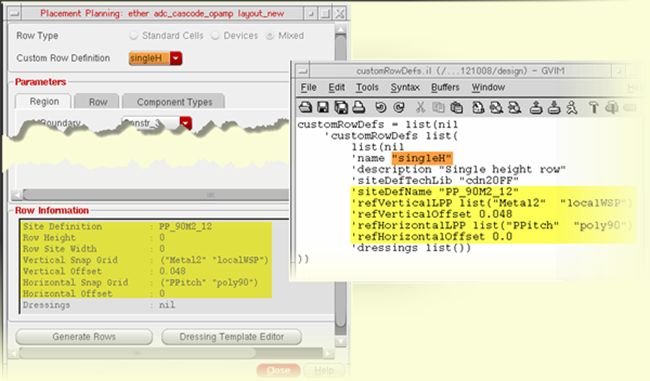 Placement Planning: ether adc_cascode_opamp layout_new
Row Type
Standard Cells
Devices
Mixed
Custom Row Definition
singleH
Parameters
Region
Row
Component Types
Row Information
Site Definition : PP_90M2_12
Row Height : 0
Row Site Width : 0
Vertical Snap Grid : ("Metal2" "localWSP")
Vertical Offset : 0.048
Horizontal Snap Grid : ("PPitch" "poly90")
Horizontal Offset : 0
Dressings : nil
Generate Rows
Dressing Template Editor
Close
Help
customRowDefs.il (/...121008/design) - GVIM
File Edit Tools Syntax Buffers Window
customRowDefs = list(nil
'customRowDefs list(
list(nil
'name "singleH"
'description "Single height row"
'siteDefTechLib "cdn20FF"
'siteDefName "PP_90M2_12"
'refVerticalLPP list("Metal2" "localWSP")
'refVerticalOffset 0.048
'refHorizontalLPP list("PPitch" "poly90")
'refHorizontalOffset 0.0
'dressings list())
))